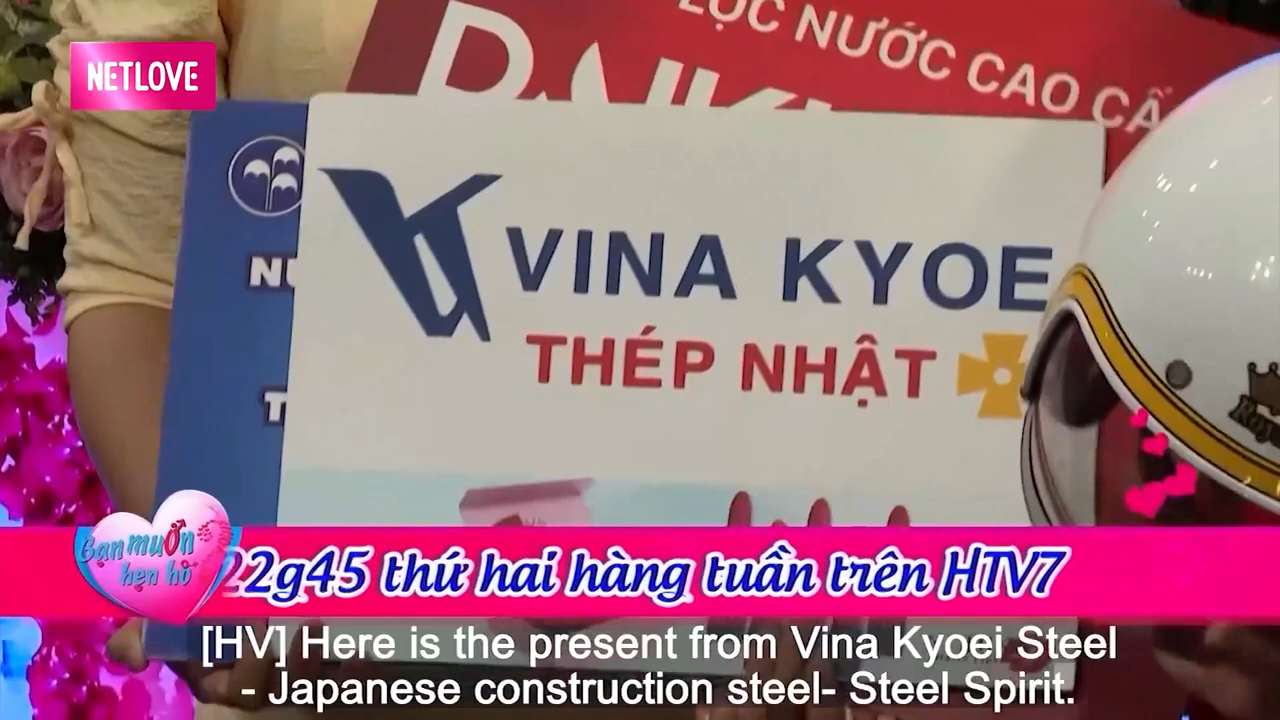 NETLOVE
LỌC NƯỚC CAO CẤ
VINA KYOE
THÉP NHẬT
Bạn muốn
hẹn hò
22g45 thứ hai hàng tuần trên HTV7
[HV] Here is the present from Vina Kyoei Steel
- Japanese construction steel- Steel Spirit.